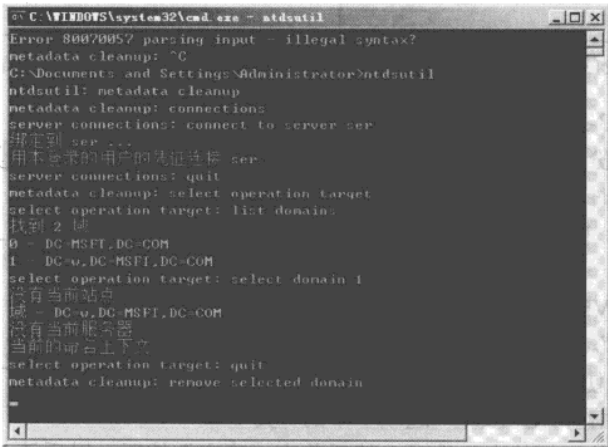 C:\WINDOWS\system32\cmd.exe - ntdsutil
Error 80070057 parsing input - illegal syntax?
metadata cleanup: ^C
C:\Documents and Settings\Administrator>ntdsutil
ntdsutil: metadata cleanup
metadata cleanup: connections
server connections: connect to server ser
绑定到 ser ...
用本登录的用户的凭证连接 ser
server connections: quit
metadata cleanup: select operation target
select operation target: list domains
找到 2 域
0 - DC=MSFT,DC=COM
1 - DC=w,DC=MSFT,DC=COM
select operation target: select domain 1
没有当前站点
域 - DC=w,DC=MSFT,DC=COM
没有当前服务器
当前的命名上下文
select operation target: quit
metadata cleanup: remove selected domain